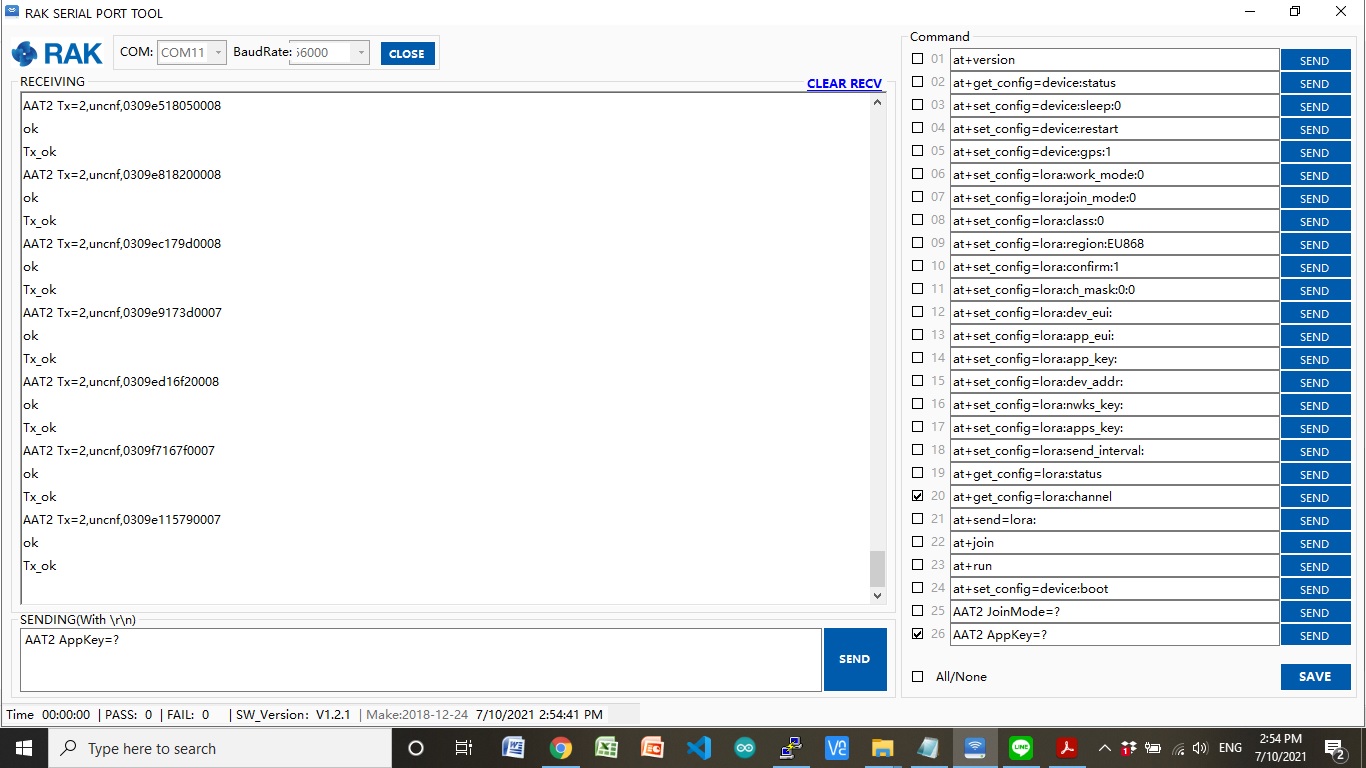 RAK SERIAL PORT TOOL
RAK
COM: COM11 BaudRate: 56000 CLOSE
RECEIVING
CLEAR RECV
AAT2 Tx=2,uncnf,0309e518050008
ok
Tx_ok
AAT2 Tx=2,uncnf,0309e818200008
ok
Tx_ok
AAT2 Tx=2,uncnf,0309ec179d0008
ok
Tx_ok
AAT2 Tx=2,uncnf,0309e9173d0007
ok
Tx_ok
AAT2 Tx=2,uncnf,0309ed16f20008
ok
Tx_ok
AAT2 Tx=2,uncnf,0309f7167f0007
ok
Tx_ok
AAT2 Tx=2,uncnf,0309e115790007
ok
Tx_ok
SENDING(With \r\n)
AAT2 AppKey=?
SEND
Command
01 at+version SEND
02 at+get_config=device:status SEND
03 at+set_config=device:sleep:0 SEND
04 at+set_config=device:restart SEND
05 at+set_config=device:gps:1 SEND
06 at+set_config=lora:work_mode:0 SEND
07 at+set_config=lora:join_mode:0 SEND
08 at+set_config=lora:class:0 SEND
09 at+set_config=lora:region:EU868 SEND
10 at+set_config=lora:confirm:1 SEND
11 at+set_config=lora:ch_mask:0:0 SEND
12 at+set_config=lora:dev_eui: SEND
13 at+set_config=lora:app_eui: SEND
14 at+set_config=lora:app_key: SEND
15 at+set_config=lora:dev_addr: SEND
16 at+set_config=lora:nwks_key: SEND
17 at+set_config=lora:apps_key: SEND
18 at+set_config=lora:send_interval: SEND
19 at+get_config=lora:status SEND
20 at+get_config=lora:channel SEND
21 at+send=lora: SEND
22 at+join SEND
23 at+run SEND
24 at+set_config=device:boot SEND
25 AAT2 JoinMode=? SEND
26 AAT2 AppKey=? SEND
All/None SAVE
Time 00:00:00 | PASS: 0 | FAIL: 0 | SW_Version: V1.2.1 | Make:2018-12-24 7/10/2021 2:54:41 PM
Type here to search
ENG
2:54 PM
7/10/2021
2